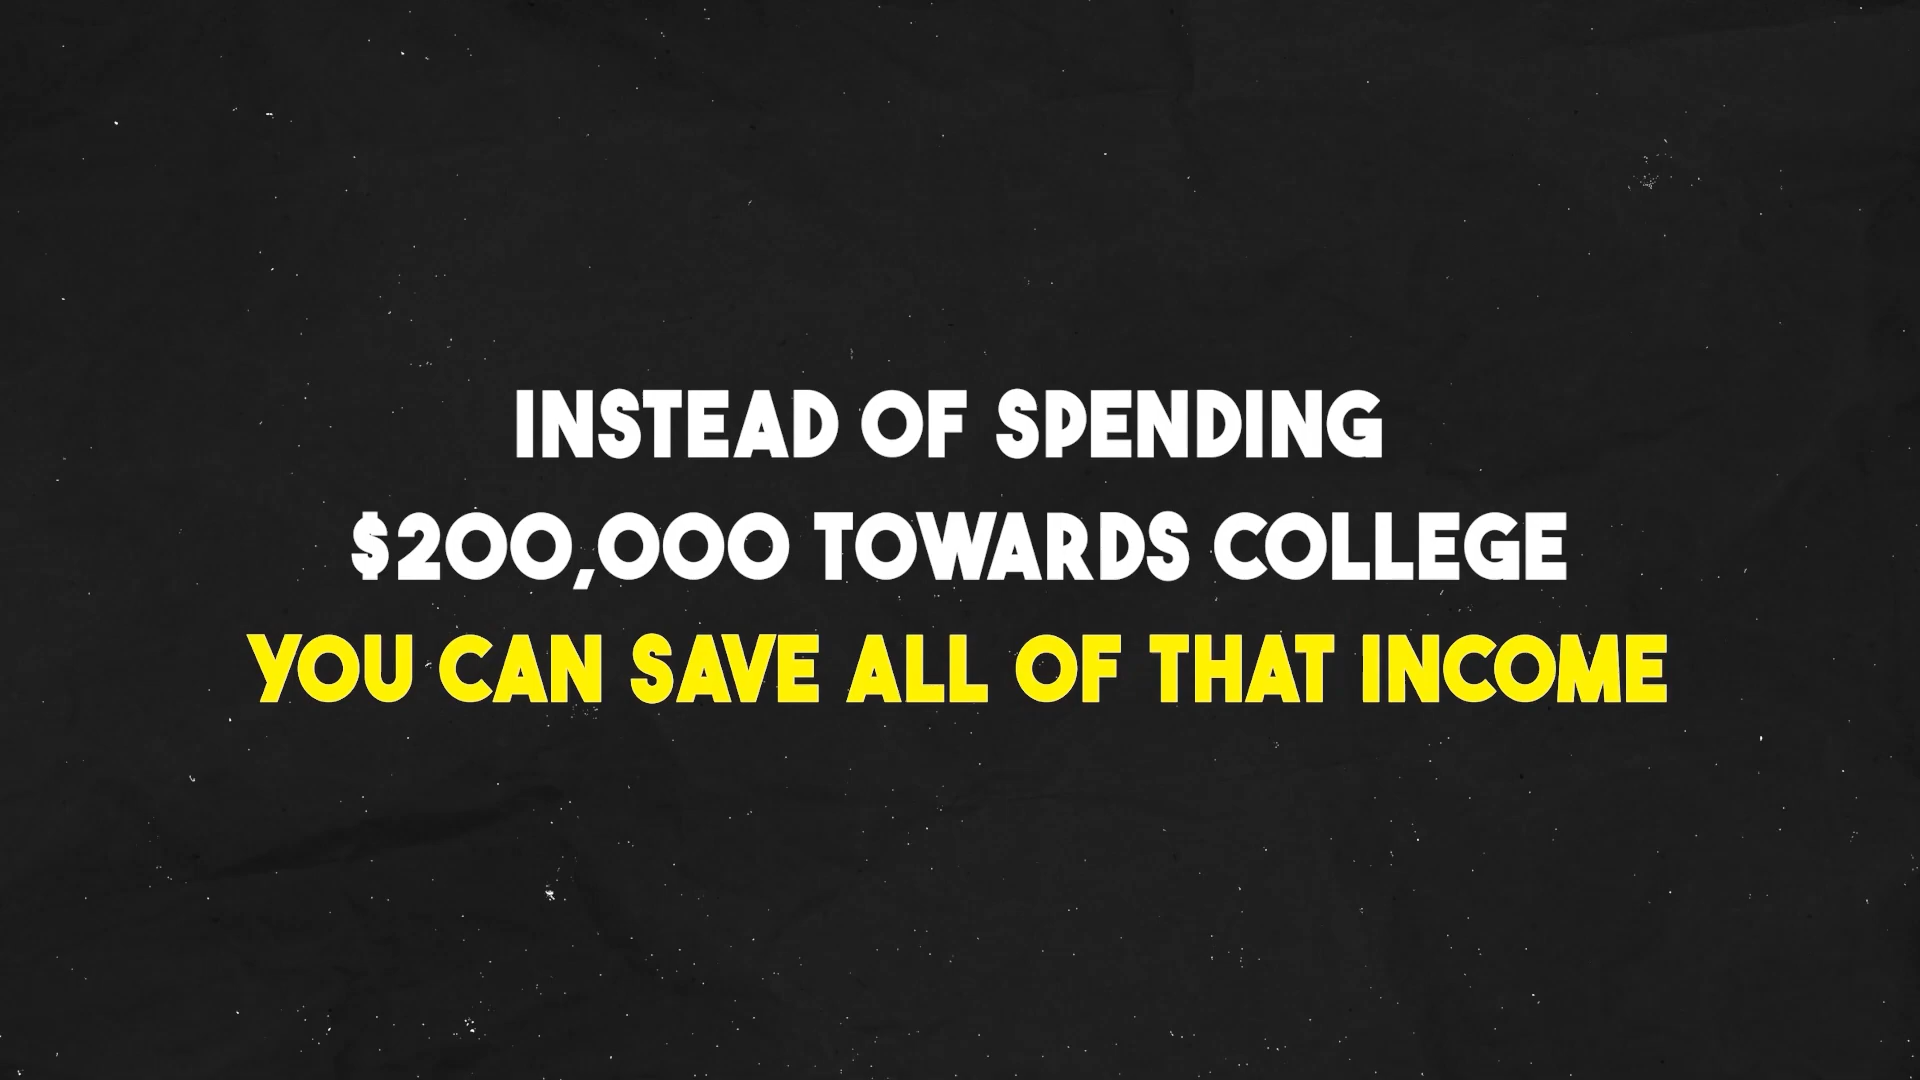 INSTEAD OF SPENDING
$200,000 TOWARDS COLLEGE
YOU CAN SAVE ALL OF THAT INCOME